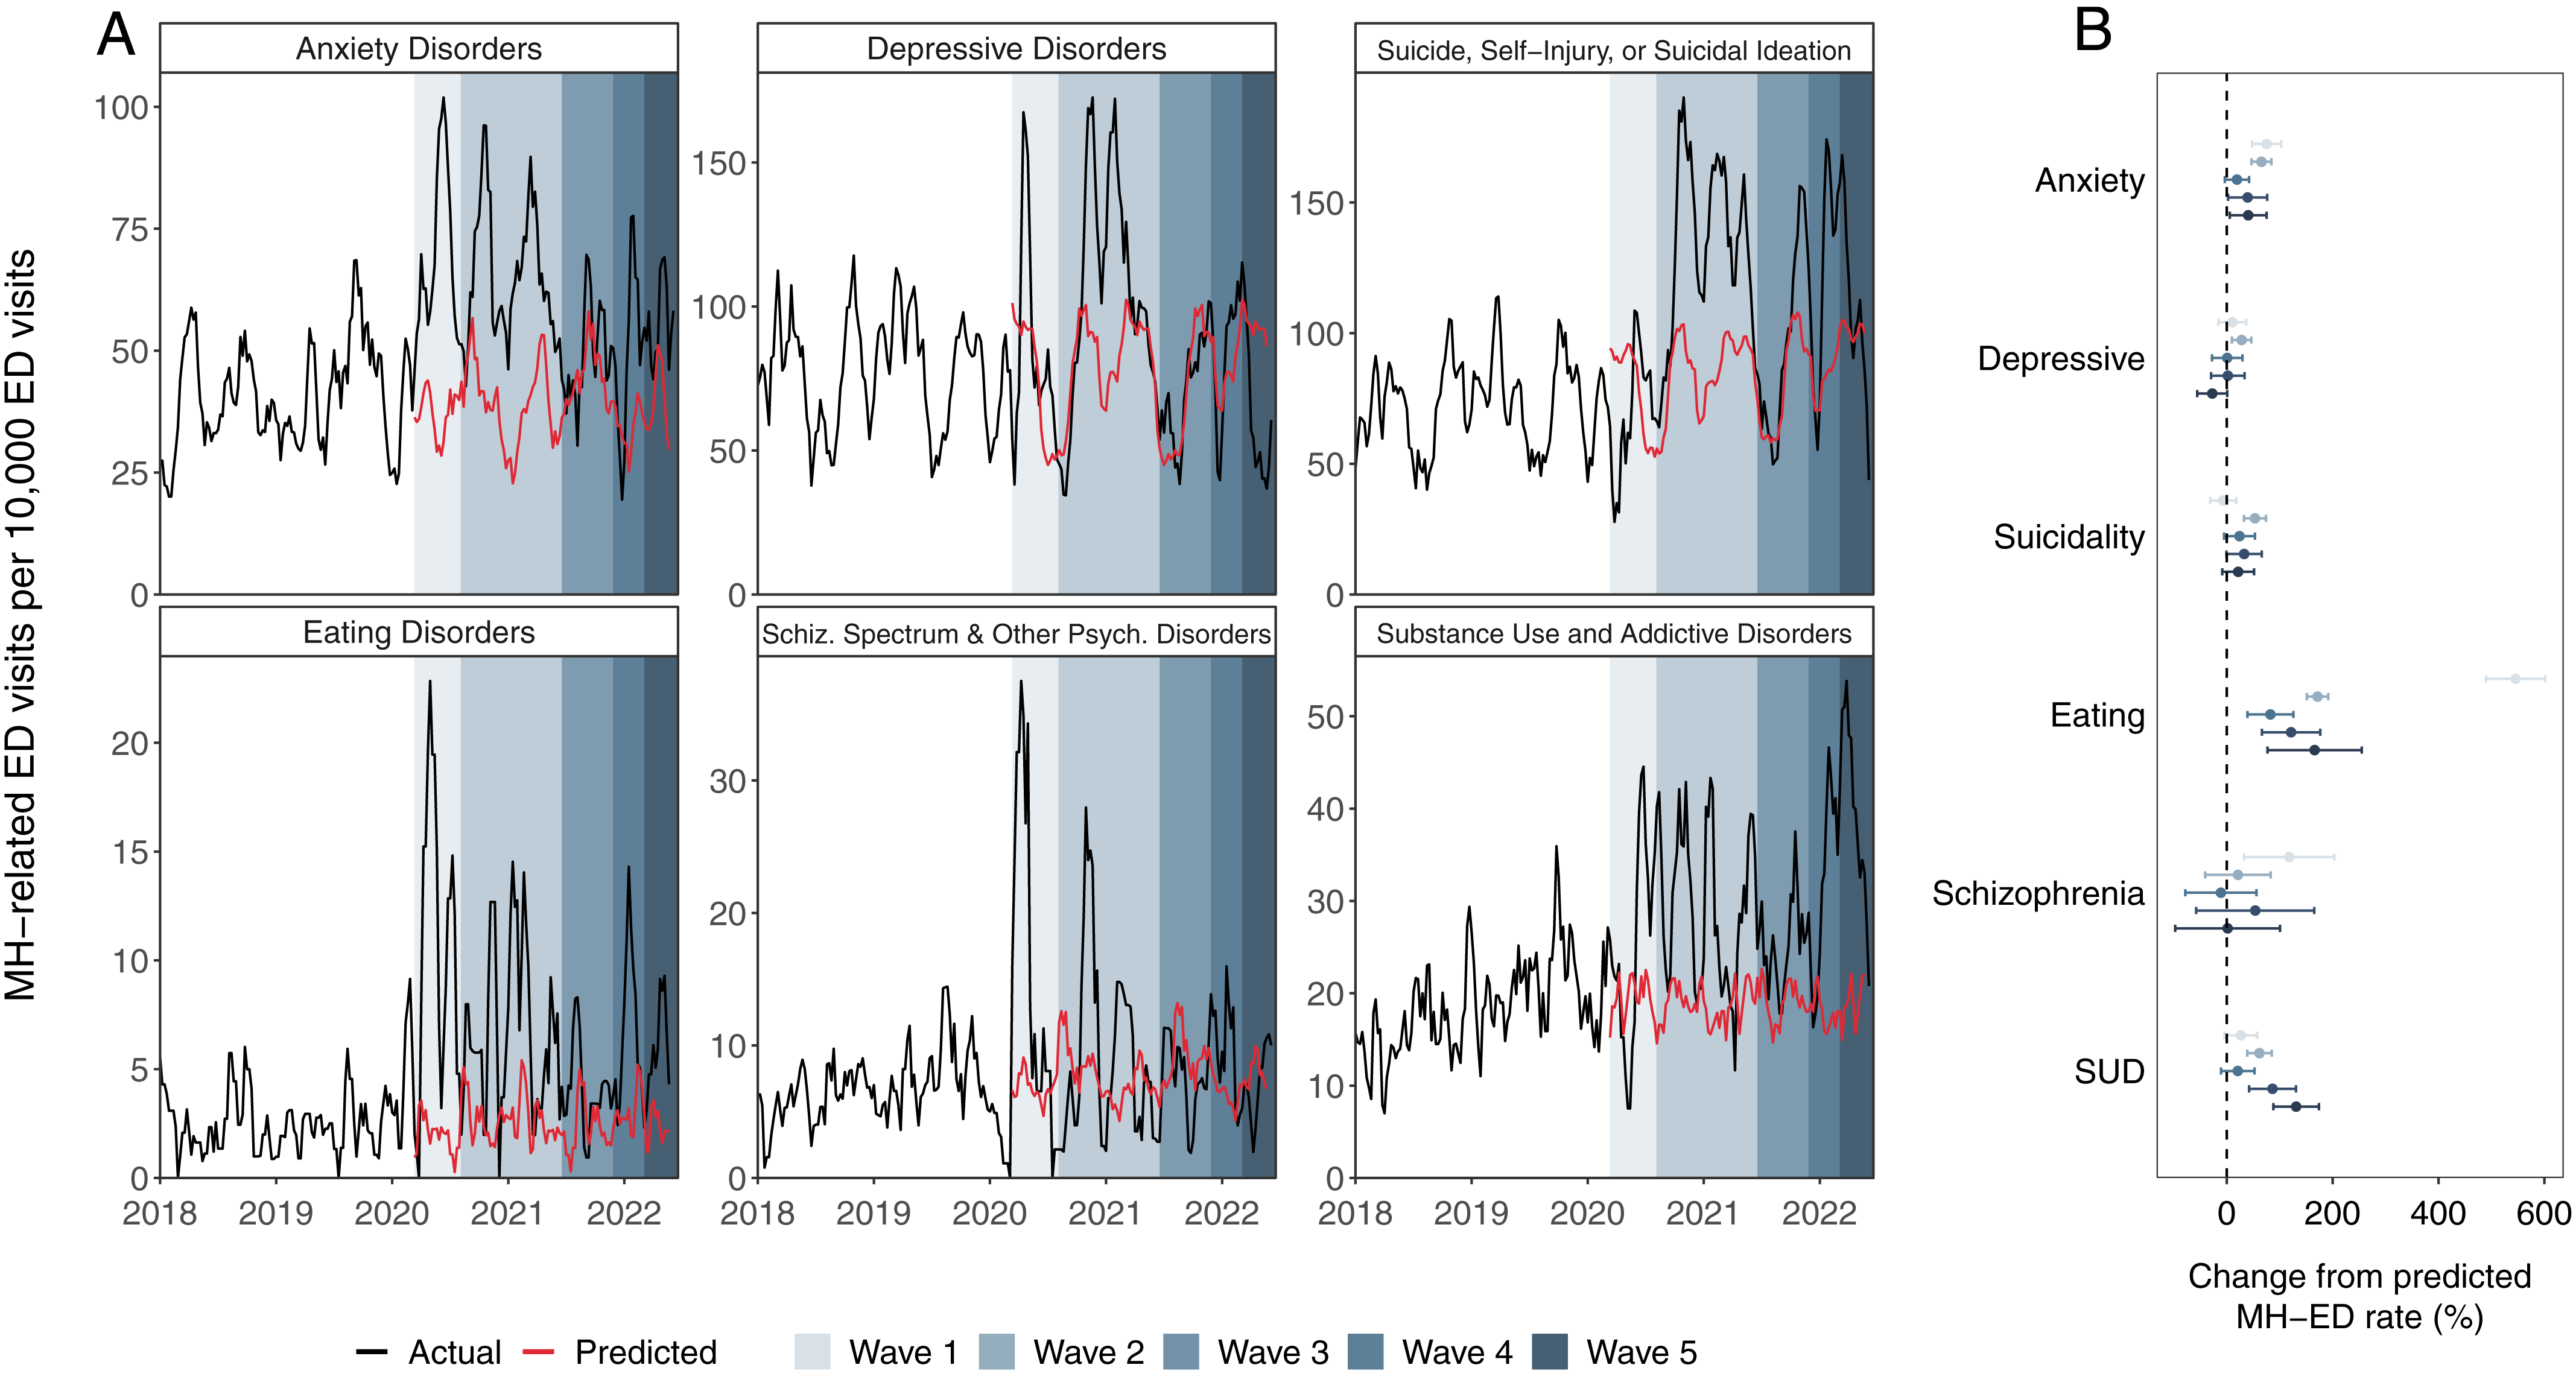 A
B
Anxiety Disorders
Depressive Disorders
Suicide, Self−Injury, or Suicidal Ideation
MH−related ED visits per 10,000 ED visits
100
75
50
25
0
150
100
50
0
150
100
50
0
Eating Disorders
Schiz. Spectrum & Other Psych. Disorders
Substance Use and Addictive Disorders
20
15
10
5
0
30
20
10
0
50
40
30
20
10
0
2018 2019 2020 2021 2022
2018 2019 2020 2021 2022
2018 2019 2020 2021 2022
Actual Predicted Wave 1 Wave 2 Wave 3 Wave 4 Wave 5
Anxiety
Depressive
Suicidality
Eating
Schizophrenia
SUD
0 200 400 600
Change from predicted
MH−ED rate (%)